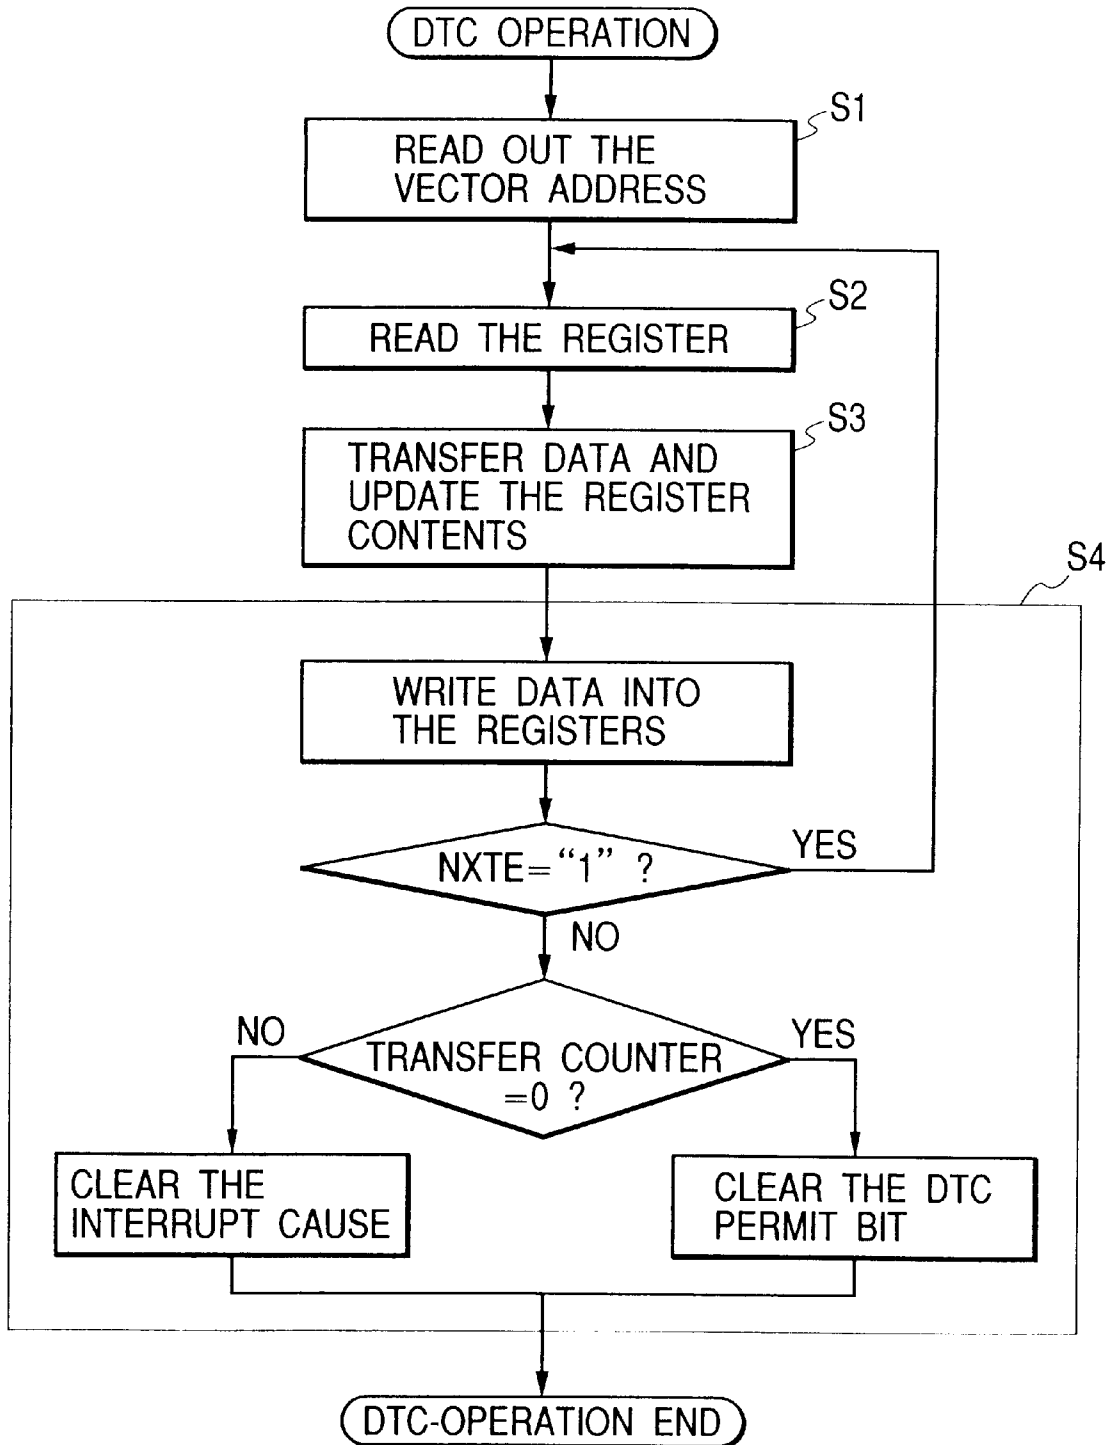 DTC OPERATION
S1
READ OUT THE
VECTOR ADDRESS
S2
READ THE REGISTER
S3
TRANSFER DATA AND
UPDATE THE REGISTER
CONTENTS
S4
WRITE DATA INTO
THE REGISTERS
NXTE=“1” ?
YES
NO
NO
YES
TRANSFER COUNTER
=0 ?
CLEAR THE
INTERRUPT CAUSE
CLEAR THE DTC
PERMIT BIT
DTC-OPERATION END